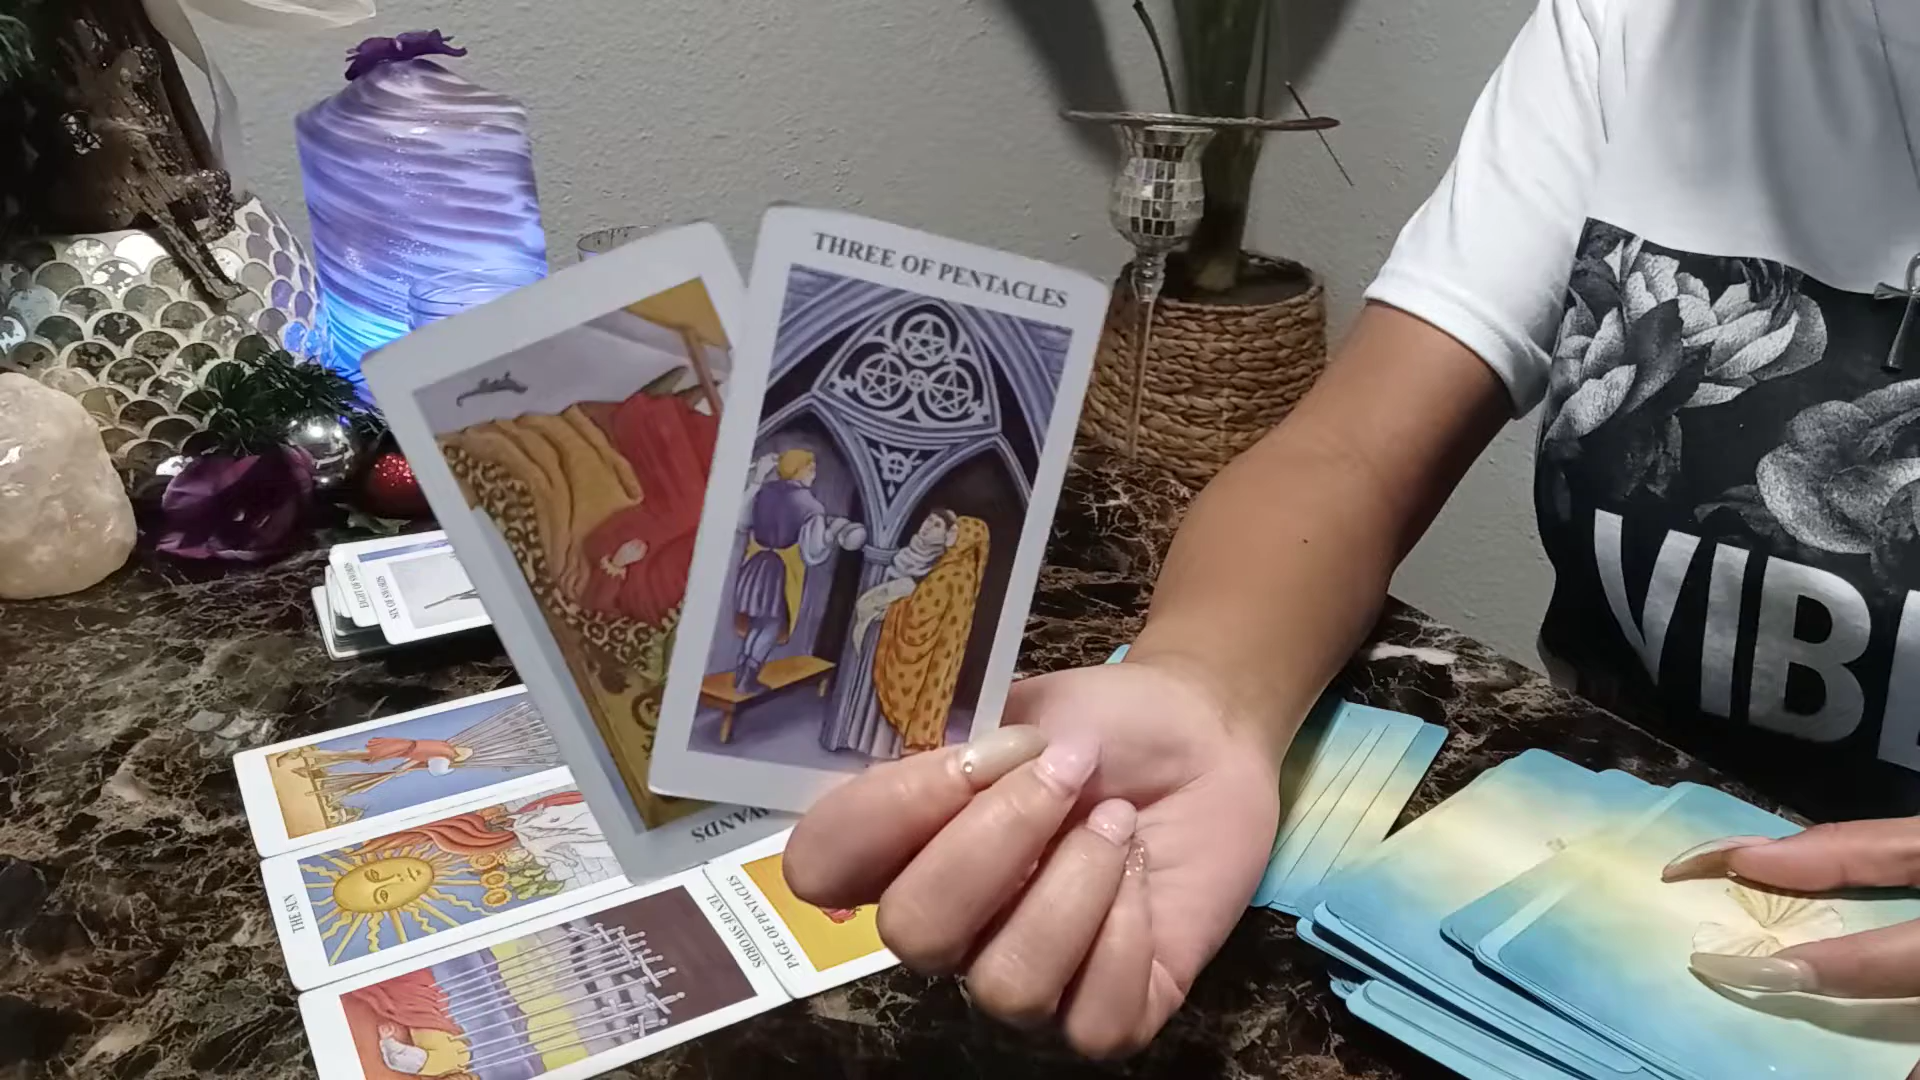 THREE OF PENTACLES
WANDS
EIGHT OF SWORDS
SIX OF SWORDS
THE SUN
TEN OF SWORDS
PAGE OF PENTACLES
VIBE